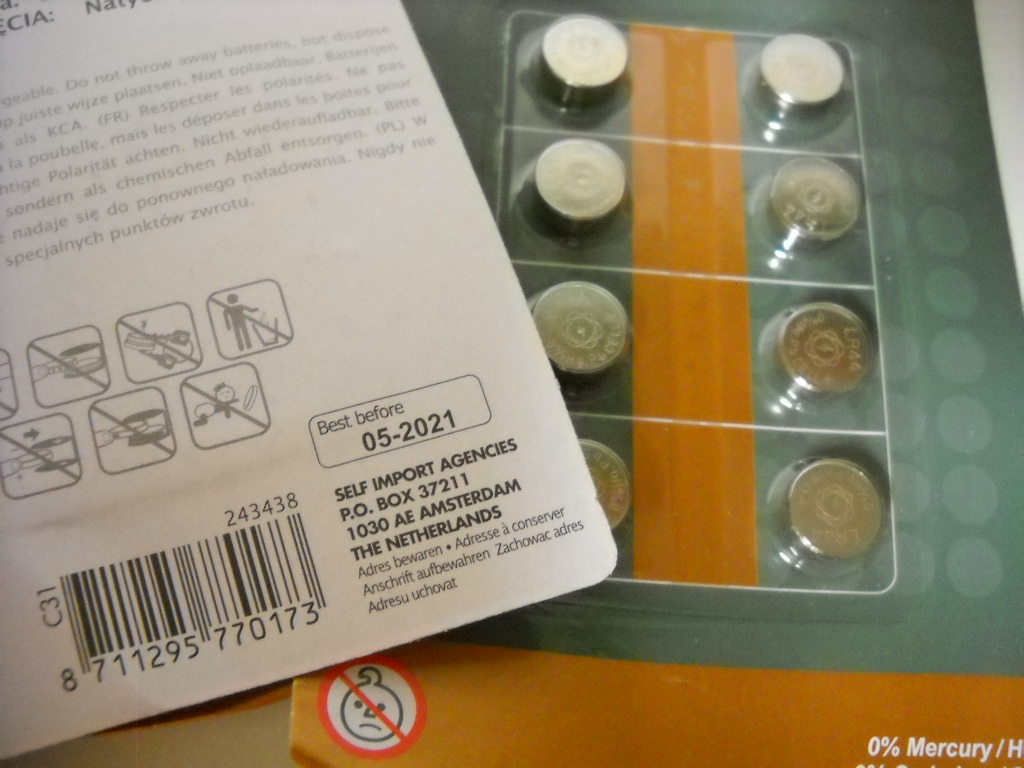 ĘCIA:
geable. Do not throw away batteries, but dispose
juiste wijze plaatsen. Niet oplaadbaar. Batterijen
als KCA. (FR) Respecter les polarités. Ne pas
la poubelle, mais les déposer dans les boites pour
htige Polarität achten. Nicht wiederaufladbar. Bitte
sondern als chemischen Abfall entsorgen. (PL) W
nadaje się do ponownego naładowania. Nigdy nie
specjalnych punktów zwrotu.
Best before
05-2021
SELF IMPORT AGENCIES
P.O. BOX 37211
1030 AE AMSTERDAM
THE NETHERLANDS
Adres bewaren • Adresse à conserver
Anschrift aufbewahren Zachowac adres
Adresu uchovat
243438
C31
8 711295 770173
LR44
0% Mercury / H